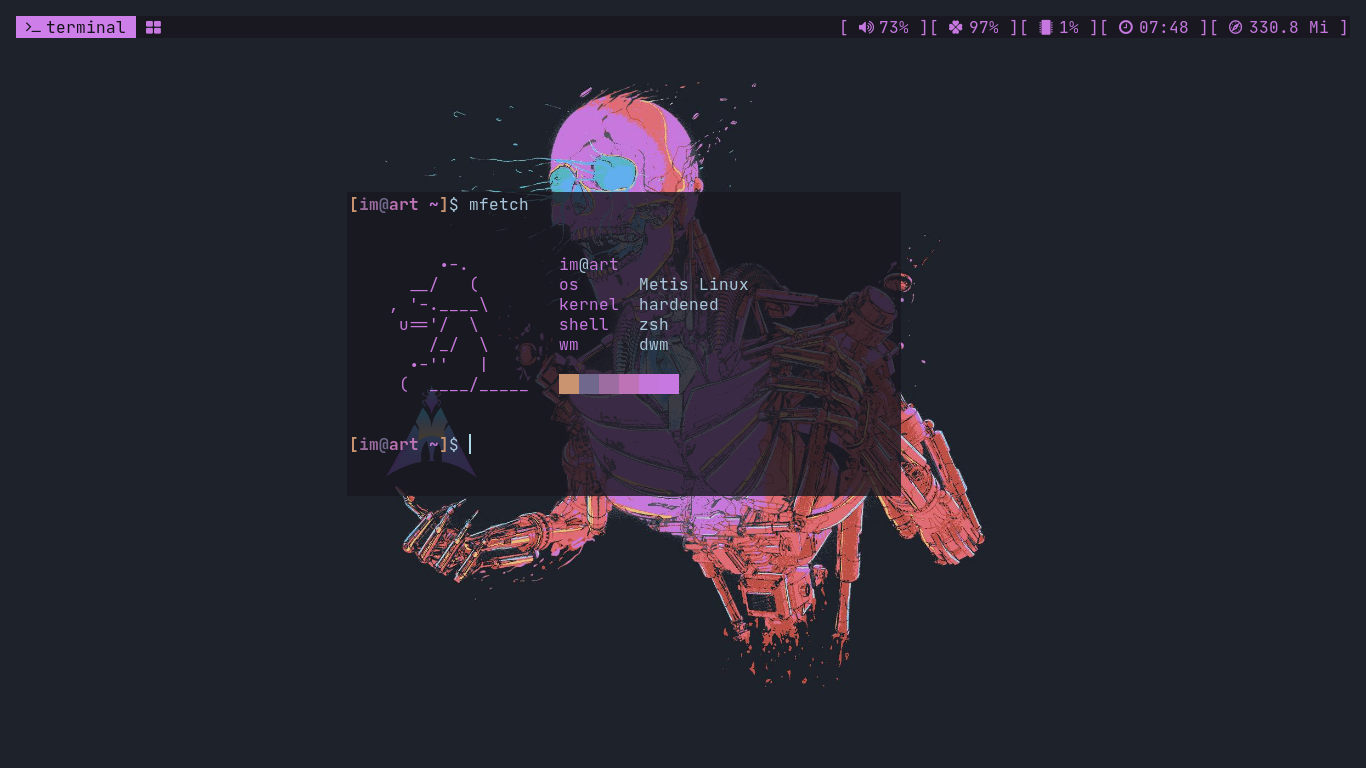 terminal [ 73% ][ 97% ][ 1% ][ 07:48 ][ 330.8 Mi ]
[im@art ~]$ mfetch
im@art
os Metis Linux
kernel hardened
shell zsh
wm dwm
[im@art ~]$